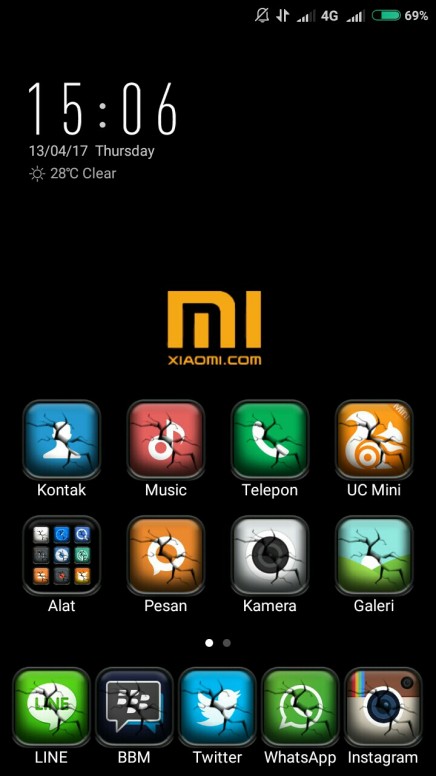 4G 69%
15:06
13/04/17 Thursday
28℃ Clear
mi
XIAOMI.COM
Mini
Kontak Music Telepon UC Mini
Alat Pesan Kamera Galeri
LINE
LINE BBM Twitter WhatsApp Instagram